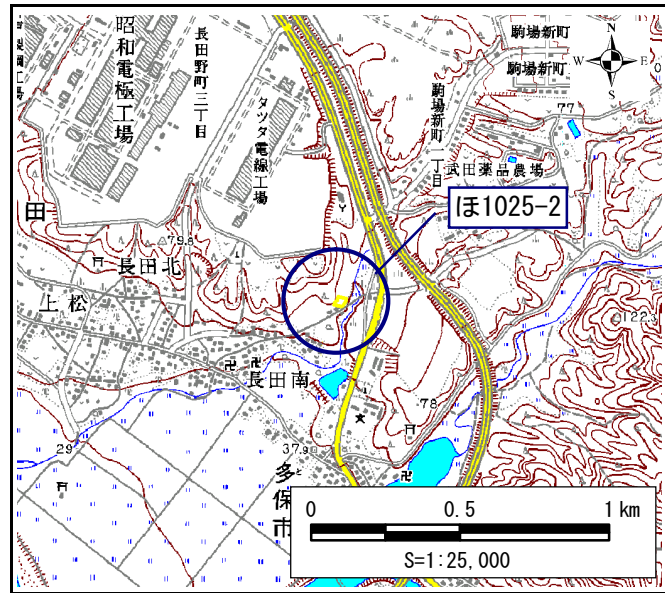 昭和電極工場
長田野町三丁目
タツタ電線工場
駒場新町
駒場新町
N
W
E
S
77
駒場新町一丁目
武田薬品農場
ほ1025-2
田
79.8
長田北
上松
122
長田南
78
29
37.9
多保市
0
0.5
1 km
S=1:25,000